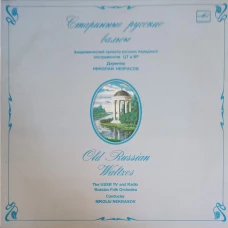 Старинные русские
вальсы
Академический оркестр русских народных
инструментов ЦТ и ВР
Дирижер
НИКОЛАЙ НЕКРАСОВ
Old Russian
Waltzes
The USSR TV and Radio
Russian Folk Orchestra
Conductor
NIKOLAI NEKRASOV